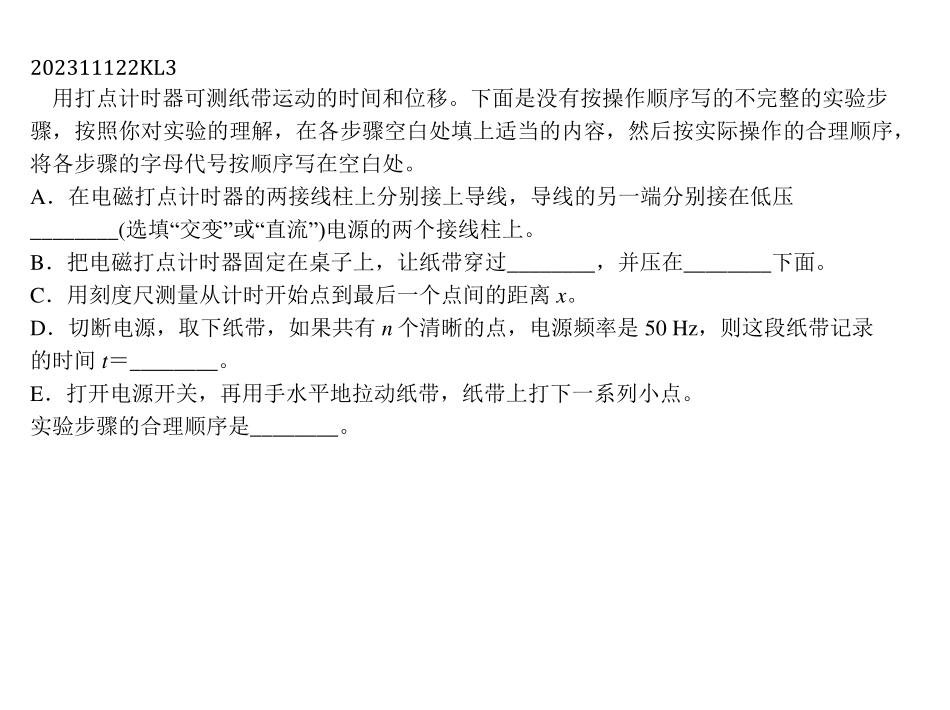 202311122KL3
用打点计时器可测纸带运动的时间和位移。下面是没有按操作顺序写的不完整的实验步
骤，按照你对实验的理解，在各步骤空白处填上适当的内容，然后按实际操作的合理顺序，
将各步骤的字母代号按顺序写在空白处。
A．在电磁打点计时器的两接线柱上分别接上导线，导线的另一端分别接在低压
________(选填“交变”或“直流”)电源的两个接线柱上。
B．把电磁打点计时器固定在桌子上，让纸带穿过________，并压在________下面。
C．用刻度尺测量从计时开始点到最后一个点间的距离 x。
D．切断电源，取下纸带，如果共有 n 个清晰的点，电源频率是 50 Hz，则这段纸带记录
的时间 t＝________。
E．打开电源开关，再用手水平地拉动纸带，纸带上打下一系列小点。
实验步骤的合理顺序是________。